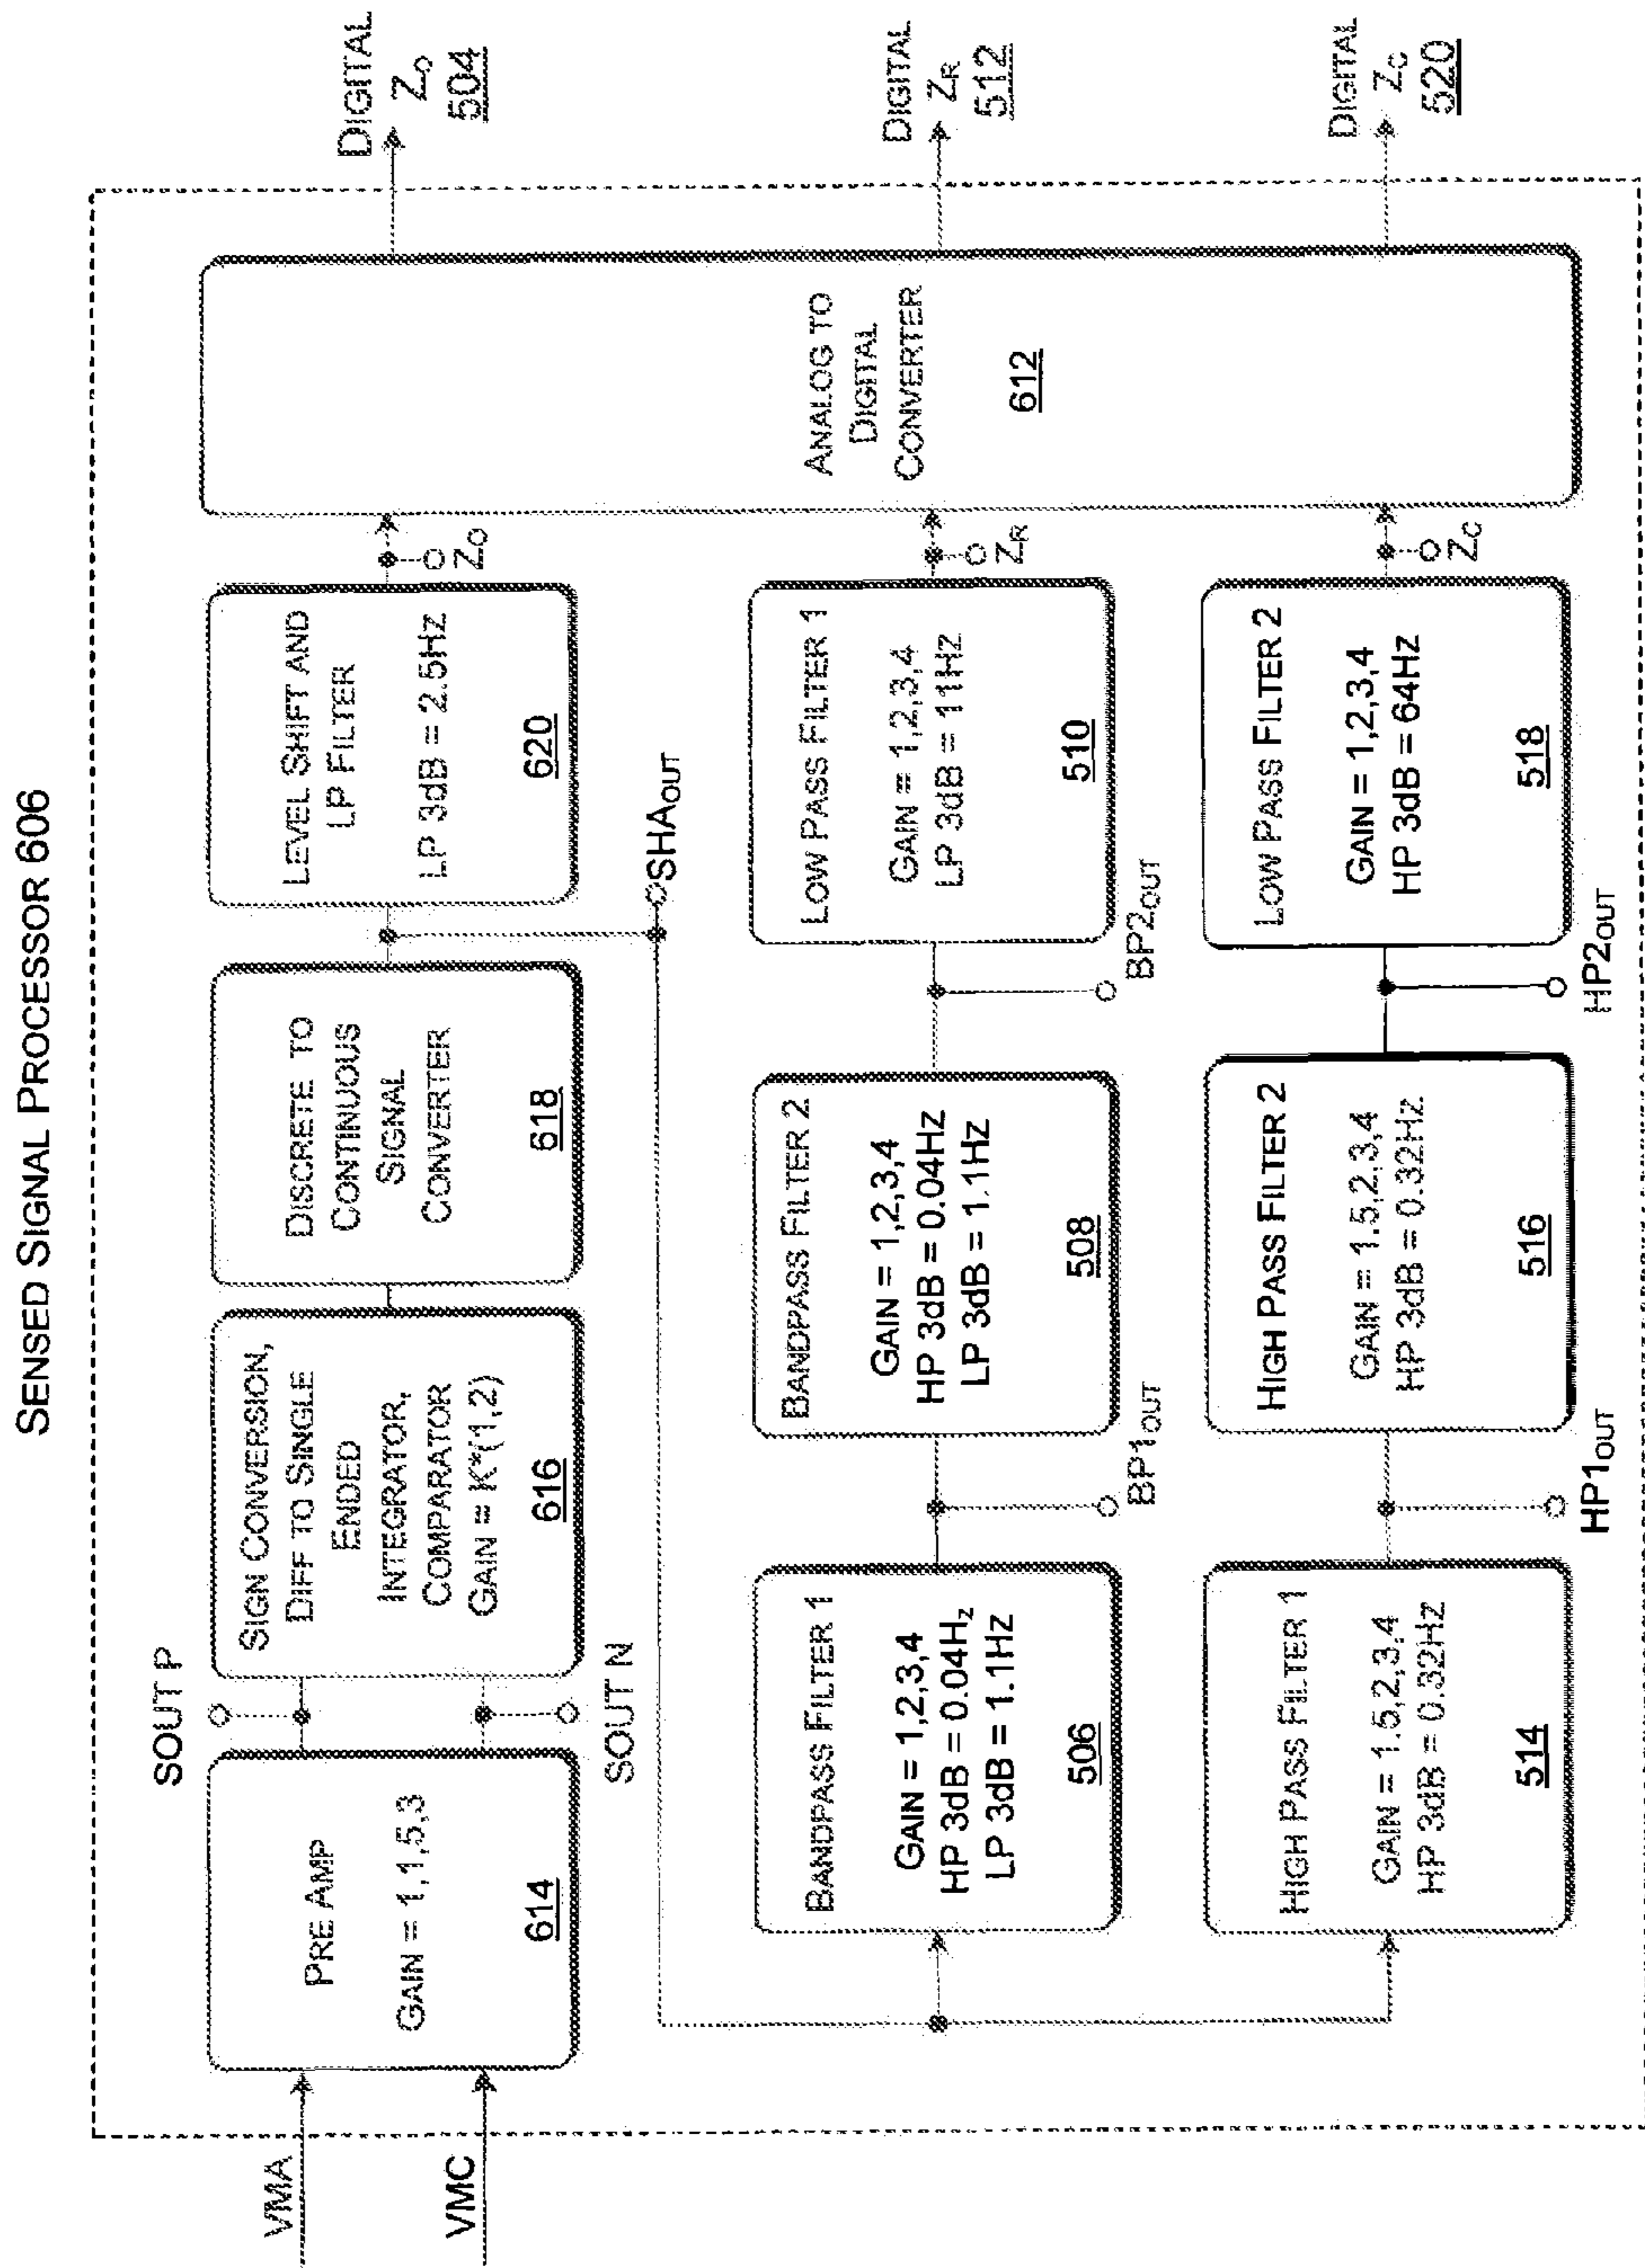 SENSED SIGNAL PROCESSOR 606
VMA
VMC
PRE AMP
GAIN = 1,1.5,3
614
SOUT P
SOUT N
SIGN CONVERSION,
DIFF TO SINGLE
ENDED
INTEGRATOR,
COMPARATOR
GAIN = K*(1,2)
616
DISCRETE TO
CONTINUOUS
SIGNAL
CONVERTER
618
LEVEL SHIFT AND
LP FILTER
LP 3dB = 2.5HZ
620
ZO
SHAOUT
ANALOG TO
DIGITAL
CONVERTER
612
DIGITAL
ZO
504
BANDPASS FILTER 1
GAIN = 1,2,3,4
HP 3dB = 0.04Hz
LP 3dB = 1.1HZ
506
BP1OUT
BANDPASS FILTER 2
GAIN = 1,2,3,4
HP 3dB = 0.04HZ
LP 3dB = 1.1HZ
508
BP2OUT
LOW PASS FILTER 1
GAIN = 1,2,3,4
LP 3dB = 11HZ
510
ZR
DIGITAL
ZR
512
HIGH PASS FILTER 1
GAIN = 1.5,2,3,4
HP 3dB = 0.32HZ
514
HP1OUT
HIGH PASS FILTER 2
GAIN = 1.5,2,3,4
HP 3dB = 0.32HZ
516
HP2OUT
LOW PASS FILTER 2
GAIN = 1,2,3,4
HP 3dB = 64HZ
518
ZC
DIGITAL
ZC
520